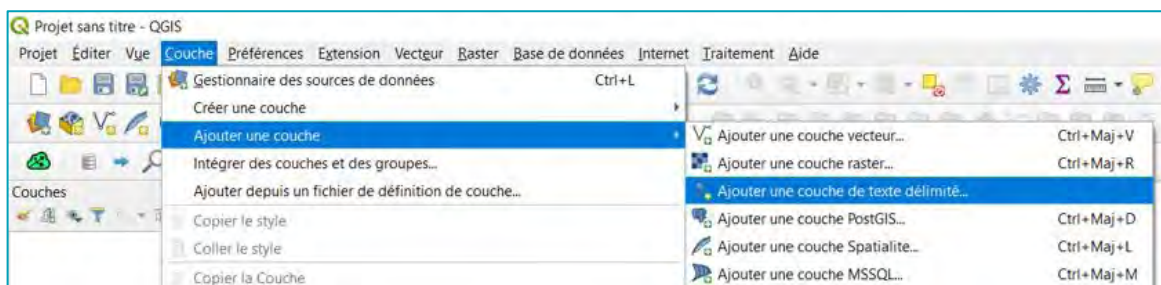 Projet sans titre - QGIS
Projet Éditer Vue Couche Préférences Extension Vecteur Raster Base de données Internet Traitement Aide
Gestionnaire des sources de données Ctrl+L
Créer une couche
Ajouter une couche
Ajouter une couche vecteur... Ctrl+Maj+V
Intégrer des couches et des groupes...
Ajouter une couche raster... Ctrl+Maj+R
Couches
Ajouter depuis un fichier de définition de couche...
Ajouter une couche de texte délimité...
Copier le style
Ajouter une couche PostGIS... Ctrl+Maj+D
Coller le style
Ajouter une couche Spatialite... Ctrl+Maj+L
Copier la Couche
Ajouter une couche MSSQL... Ctrl+Maj+M